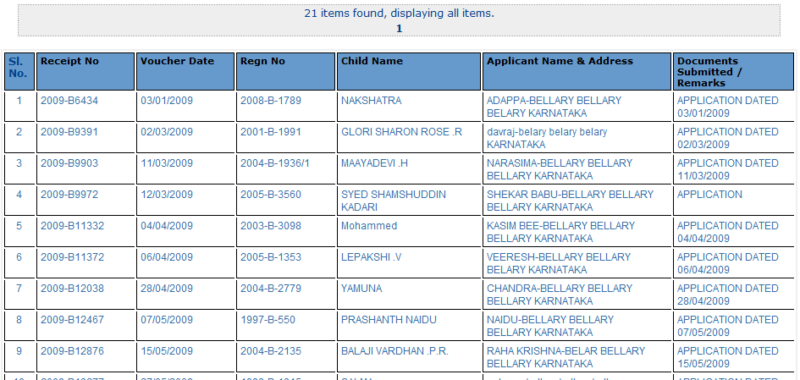 21 items found, displaying all items.
1
Sl. No. Receipt No Voucher Date Regn No Child Name Applicant Name & Address Documents Submitted / Remarks
1 2009-B6434 03/01/2009 2008-B-1789 NAKSHATRA ADAPPA-BELLARY BELLARY BELARY KARNATAKA APPLICATION DATED 03/01/2009
2 2009-B9391 02/03/2009 2001-B-1991 GLORI SHARON ROSE .R davraj-belary belary belary KARNATAKA APPLICATION DATED 02/03/2009
3 2009-B9903 11/03/2009 2004-B-1936/1 MAAYADEVI .H NARASIMA-BELLARY BELLARY BELLARY KARNATAKA APPLICATION DATED 11/03/2009
4 2009-B9972 12/03/2009 2005-B-3560 SYED SHAMSHUDDIN KADARI SHEKAR BABU-BELLARY BELLARY BELLARY KARNATAKA APPLICATION
5 2009-B11332 04/04/2009 2003-B-3098 Mohammed KASIM BEE-BELLARY BELLARY BELLARY KARNATAKA APPLICATION DATED 04/04/2009
6 2009-B11372 06/04/2009 2005-B-1353 LEPAKSHI .V VEERESH-BELLARY BELLARY BELARY KARNATAKA APPLICATION DATED 06/04/2009
7 2009-B12038 28/04/2009 2004-B-2779 YAMUNA CHANDRA-BELLARY BELLARY BELLARY KARNATAKA APPLICATION DATED 28/04/2009
8 2009-B12467 07/05/2009 1997-B-550 PRASHANTH NAIDU NAIDU-BELLARY BELLARY BELLARY KARNATAKA APPLICATION DATED 07/05/2009
9 2009-B12876 15/05/2009 2004-B-2135 BALAJI VARDHAN .P.R. RAHA KRISHNA-BELAR BELLARY BELLARY KARNATAKA APPLICATION DATED 15/05/2009